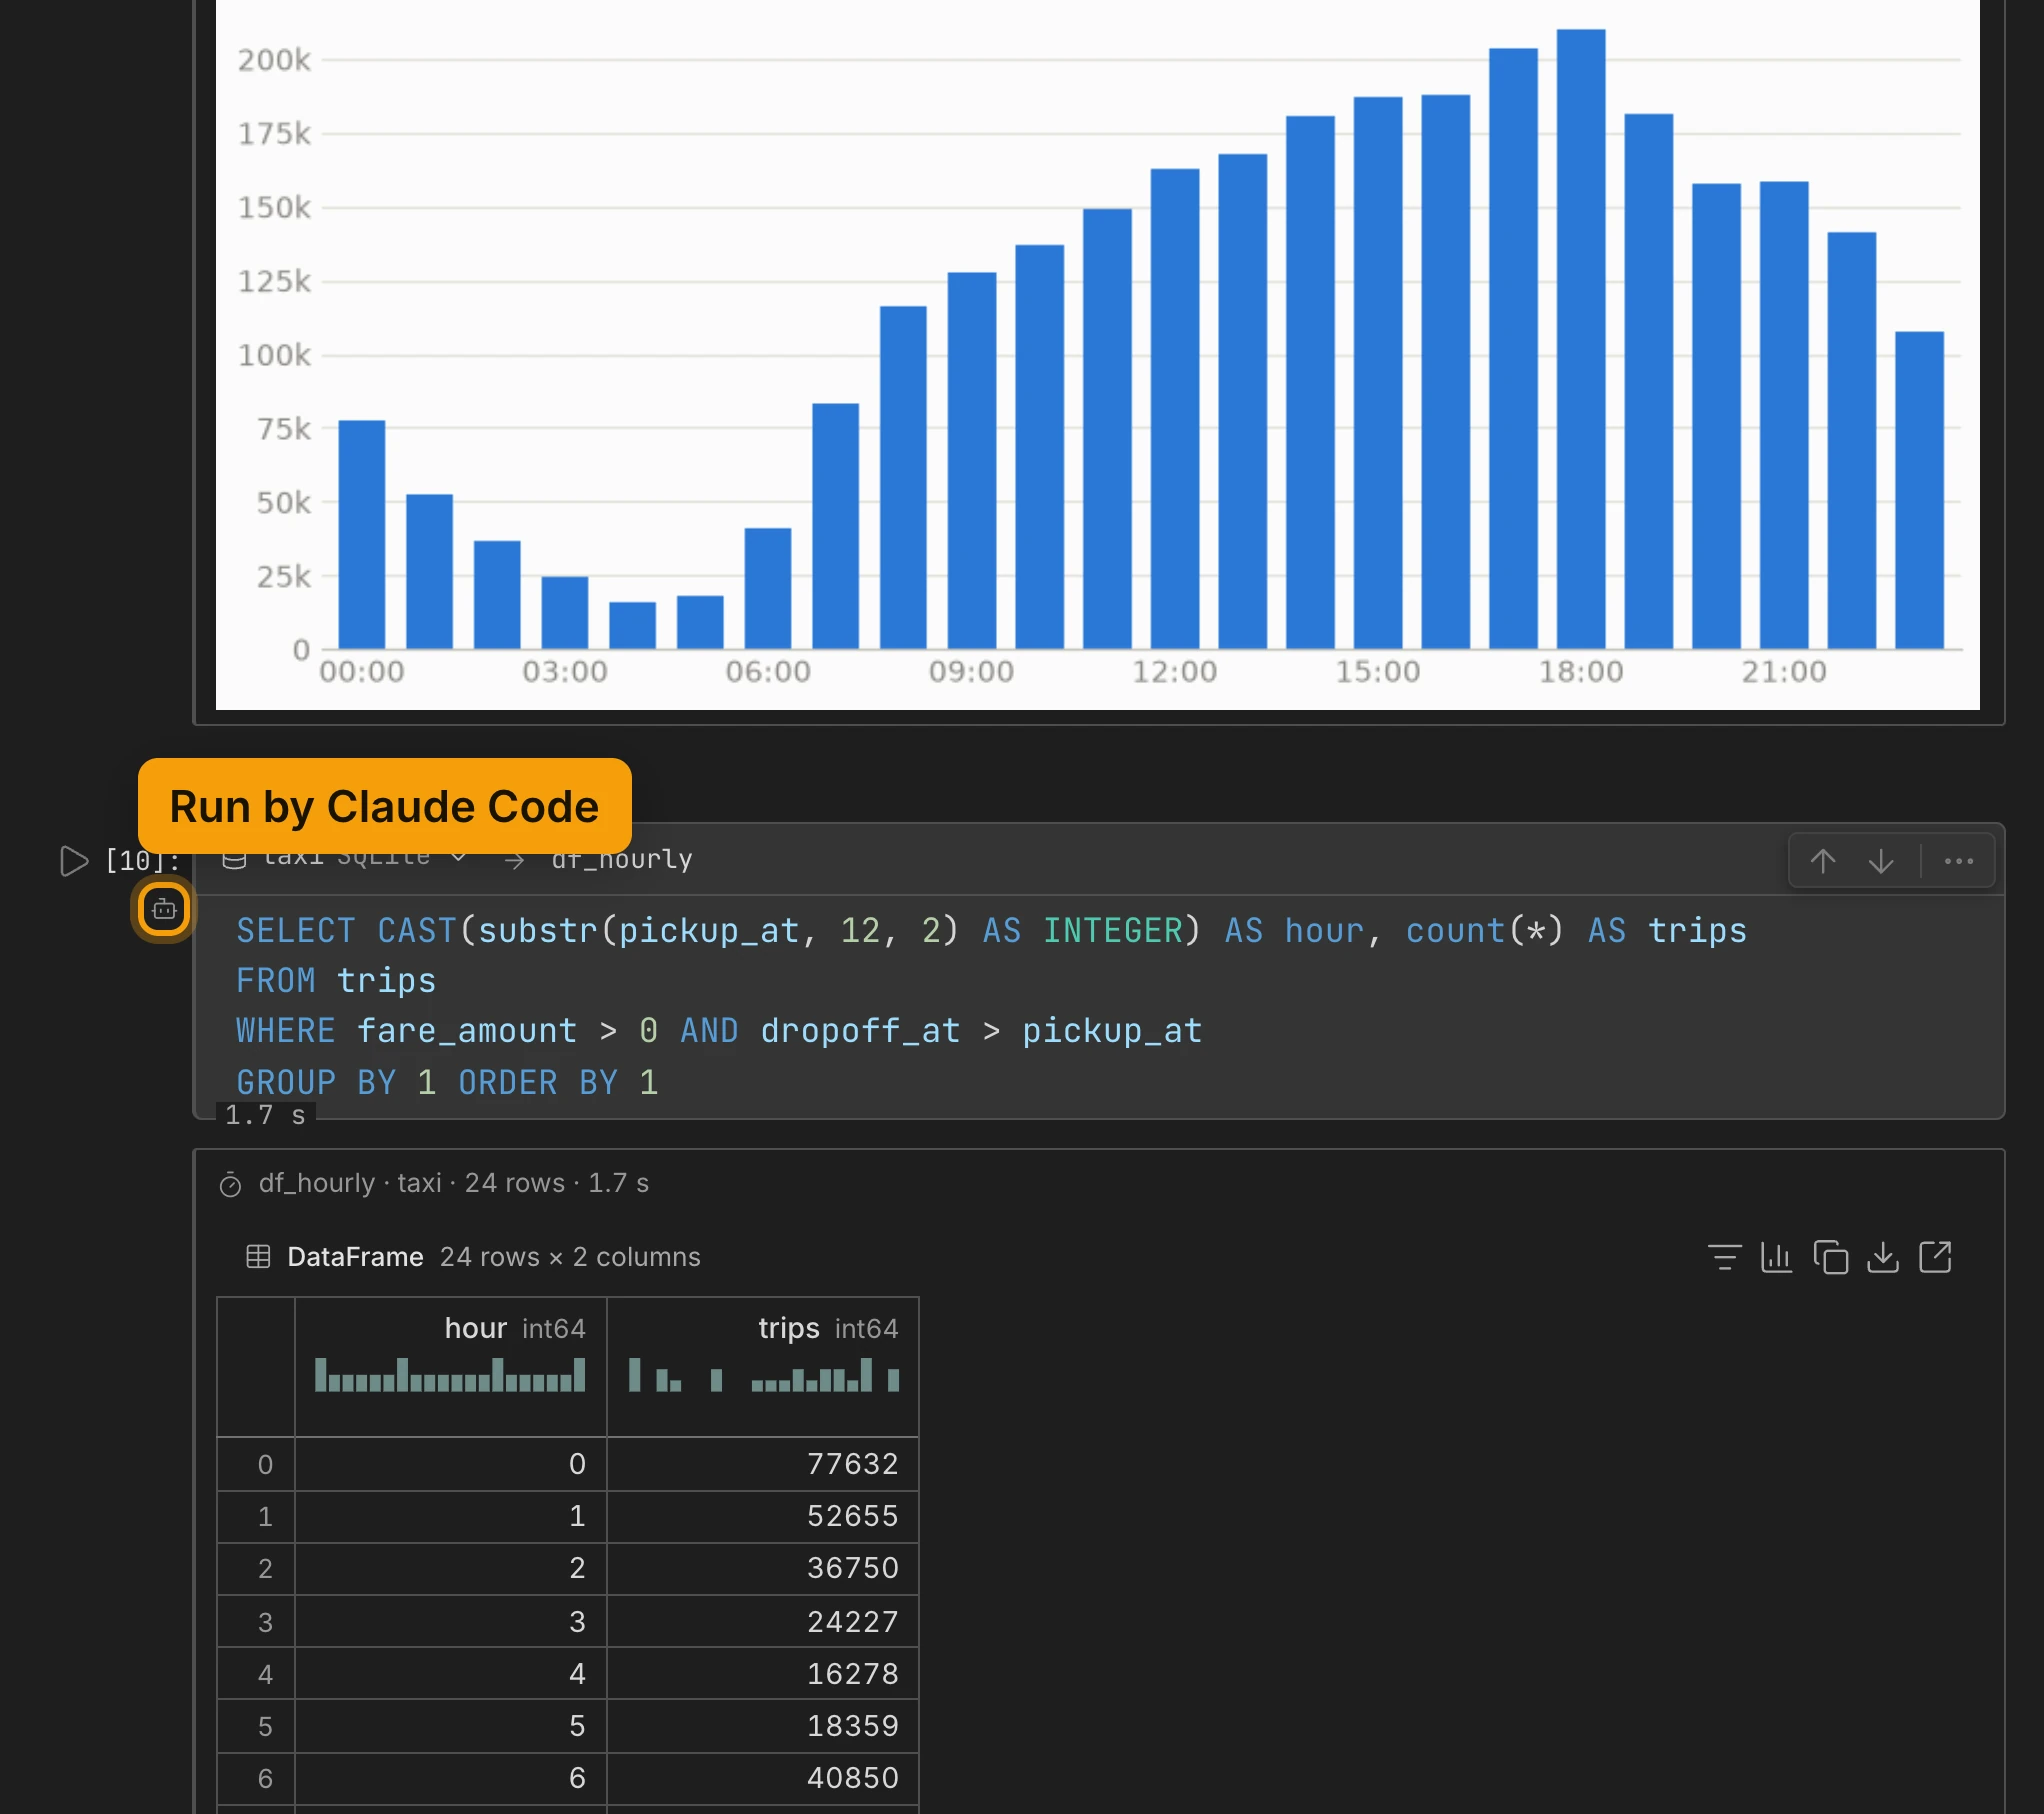 200k
175k
150k
125k
100k
75k
50k
25k
0
00:00 03:00 06:00 09:00 12:00 15:00 18:00 21:00
Run by Claude Code
[10]: taxi SQLite → df_hourly
SELECT CAST(substr(pickup_at, 12, 2) AS INTEGER) AS hour, count(*) AS trips
FROM trips
WHERE fare_amount > 0 AND dropoff_at > pickup_at
GROUP BY 1 ORDER BY 1
1.7 s
df_hourly · taxi · 24 rows · 1.7 s
DataFrame 24 rows × 2 columns
hour int64 trips int64
0 0 77632
1 1 52655
2 2 36750
3 3 24227
4 4 16278
5 5 18359
6 6 40850